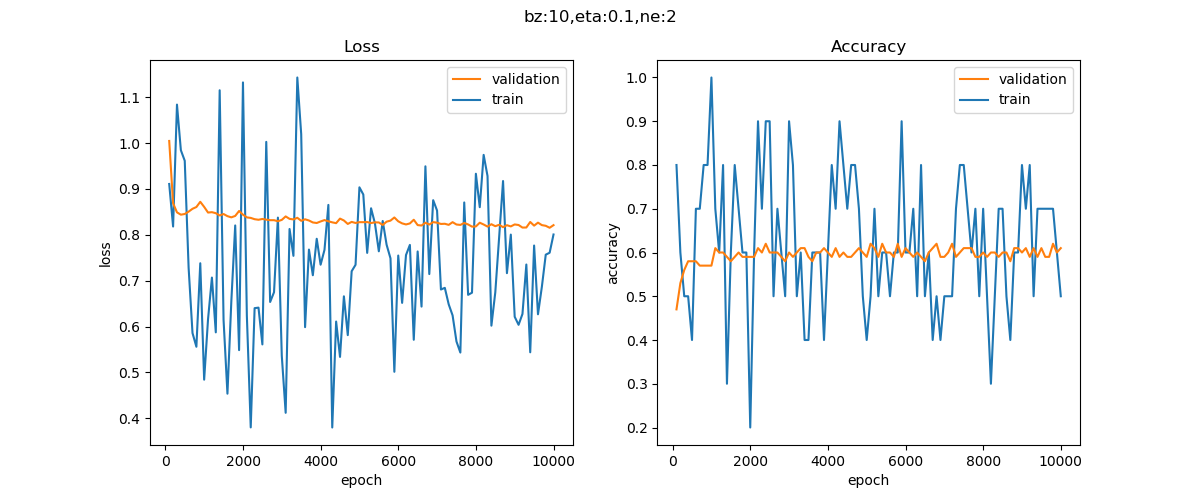 bz:10,eta:0.1,ne:2
Loss
validation
train
1.1
1.0
0.9
0.8
0.7
0.6
0.5
0.4
loss
0
2000
4000
6000
8000
10000
epoch
Accuracy
validation
train
1.0
0.9
0.8
0.7
0.6
0.5
0.4
0.3
0.2
accuracy
0
2000
4000
6000
8000
10000
epoch